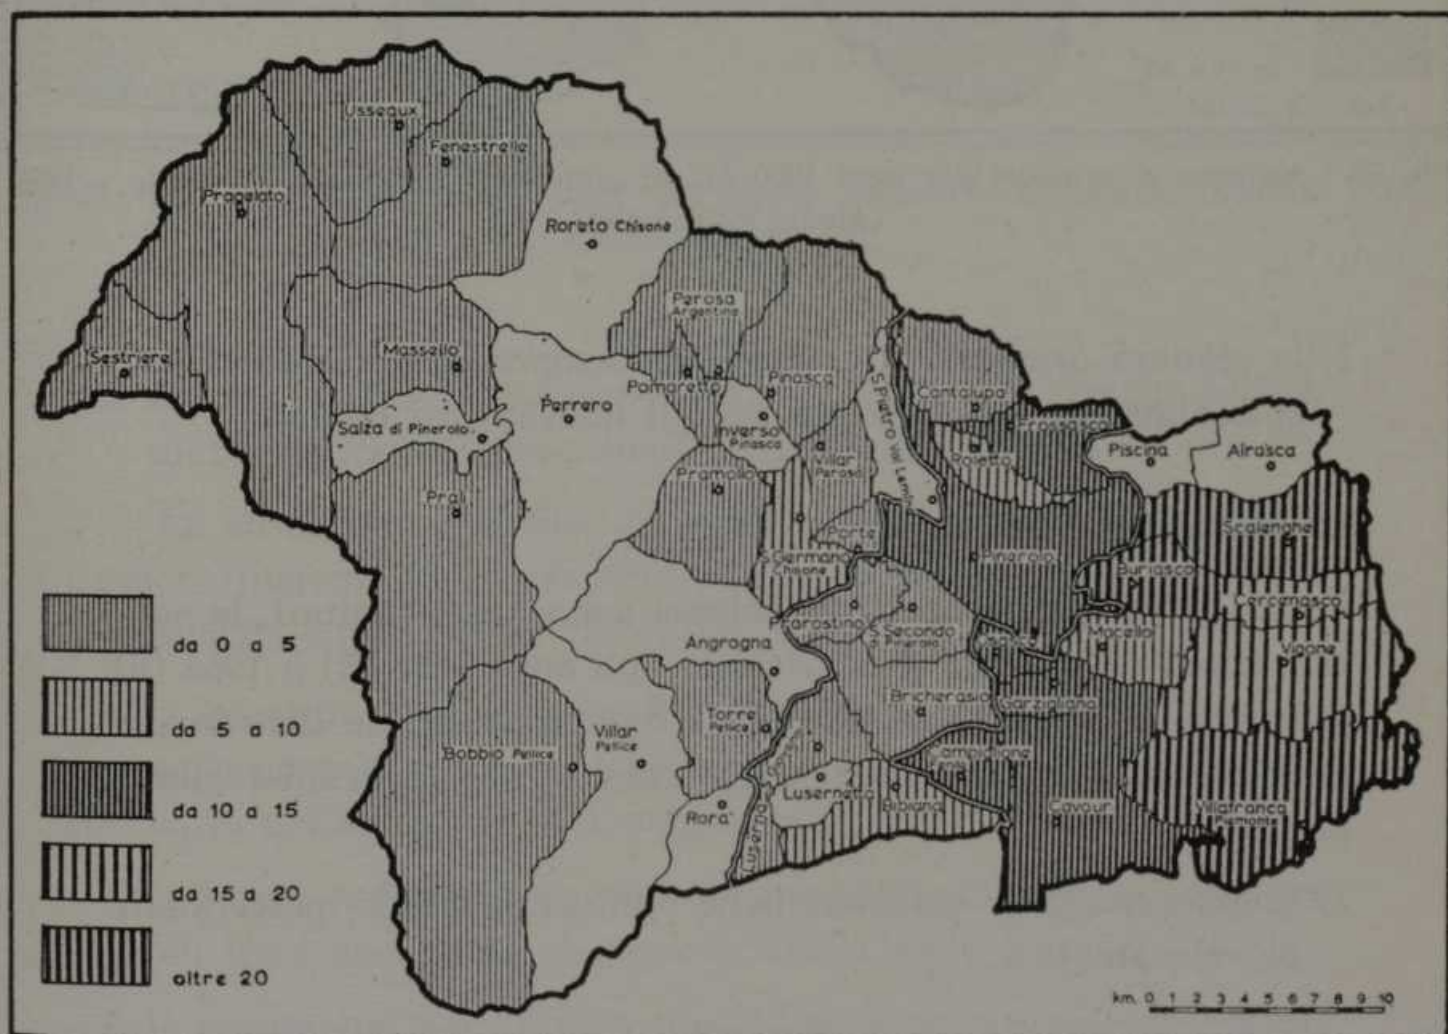 Usseaux
Fenestrelle
Pragelato
Roreto Chisone
Perosa
Argentina
Sestriere
Massello
Pomaretto
Pinasca
Cantalupa
Perrero
Salza di Pinerolo
Inverso
Pinasca
S.Pietro val Lemina
Frossasco
Roletto
Piscina
Airasca
Villar
Perosa
Pramollo
Prali
Scalenghe
Porte
Pinerolo
S.Germano
Chisone
Buriasco
Cercenasco
Prarostino
S.Secondo
di Pinerolo
Macello
Vigone
Angrogna
Osasco
Garzigliana
Bricherasio
Torre
Pellice
Villar
Pellice
Bobbio Pellice
Campiglione
Fenile
Luserna
Lusernetta
Bibiana
Rorà
Cavour
Villafranca
Piemonte
da 0 a 5
da 5 a 10
da 10 a 15
da 15 a 20
oltre 20
km. 0 1 2 3 4 5 6 7 8 9 10